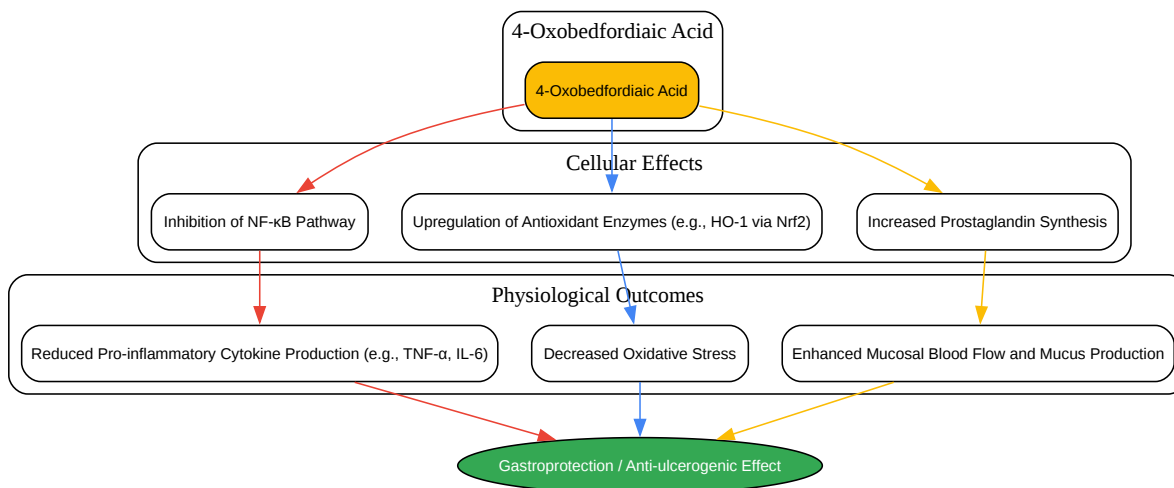 4-Oxobedfordiaic Acid
4-Oxobedfordiaic Acid
Cellular Effects
Inhibition of NF-κB Pathway
Upregulation of Antioxidant Enzymes (e.g., HO-1 via Nrf2)
Increased Prostaglandin Synthesis
Physiological Outcomes
Reduced Pro-inflammatory Cytokine Production (e.g., TNF-α, IL-6)
Decreased Oxidative Stress
Enhanced Mucosal Blood Flow and Mucus Production
Gastroprotection / Anti-ulcerogenic Effect